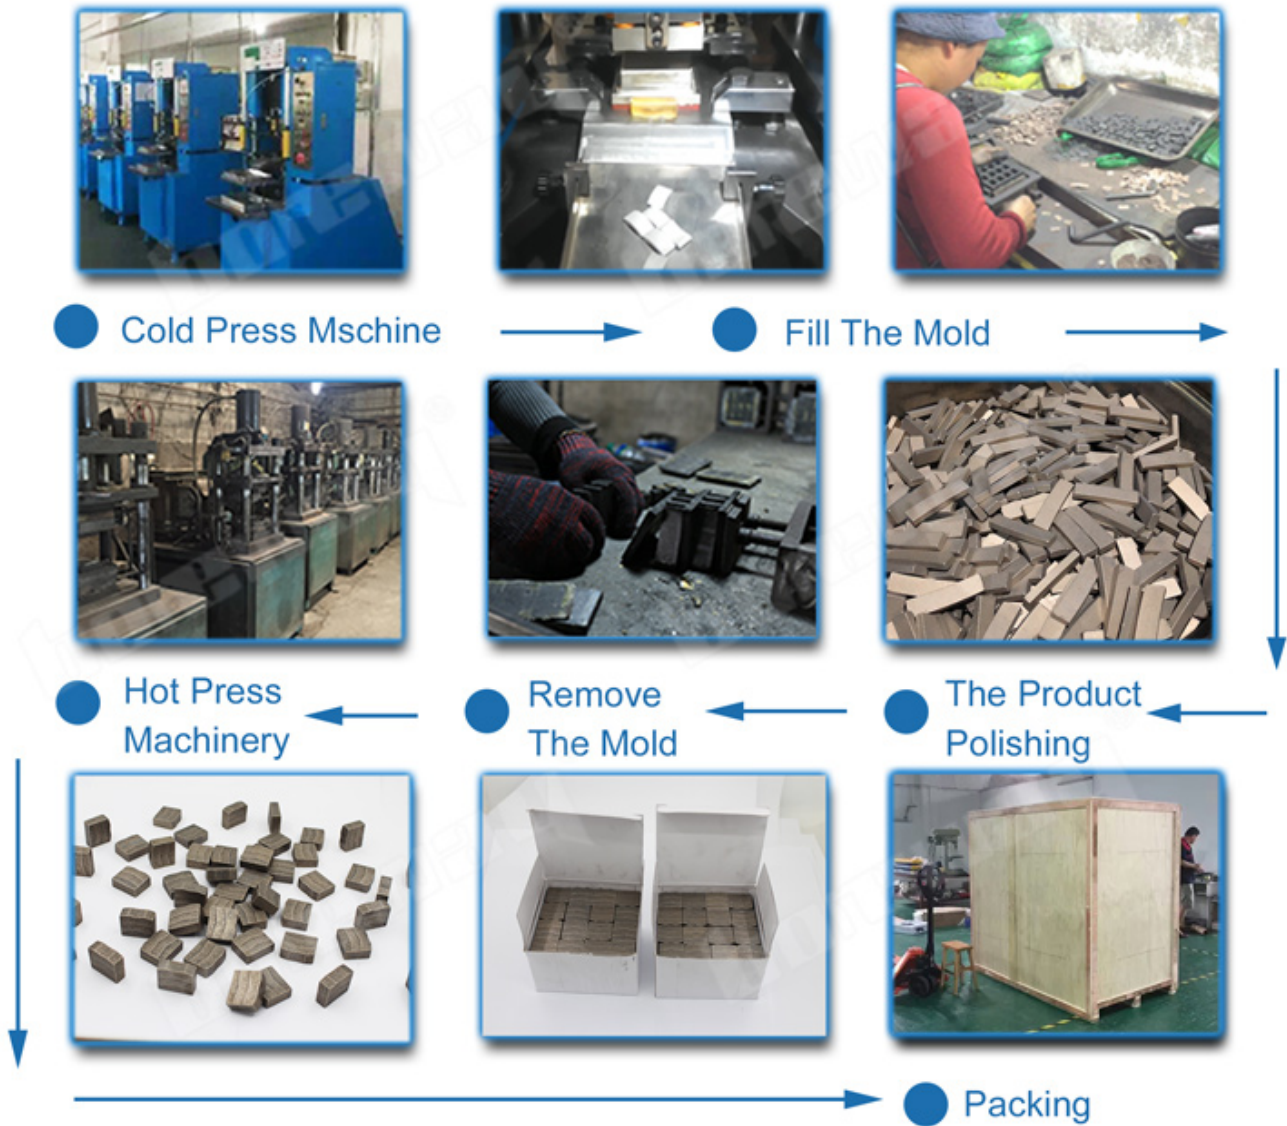 Cold Press Mschine
Fill The Mold
Hot Press
Machinery
Remove
The Mold
The Product
Polishing
Packing